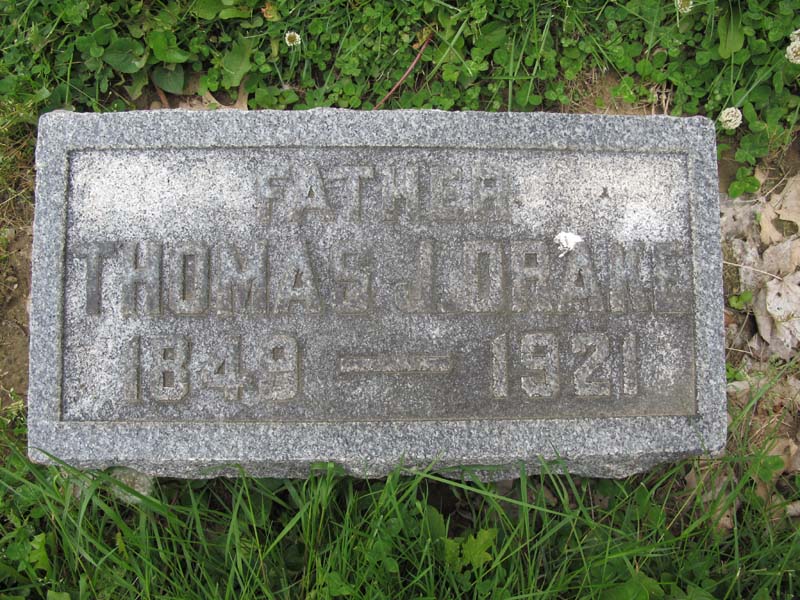 FATHER
THOMAS J. DRAKE
1849 — 1921